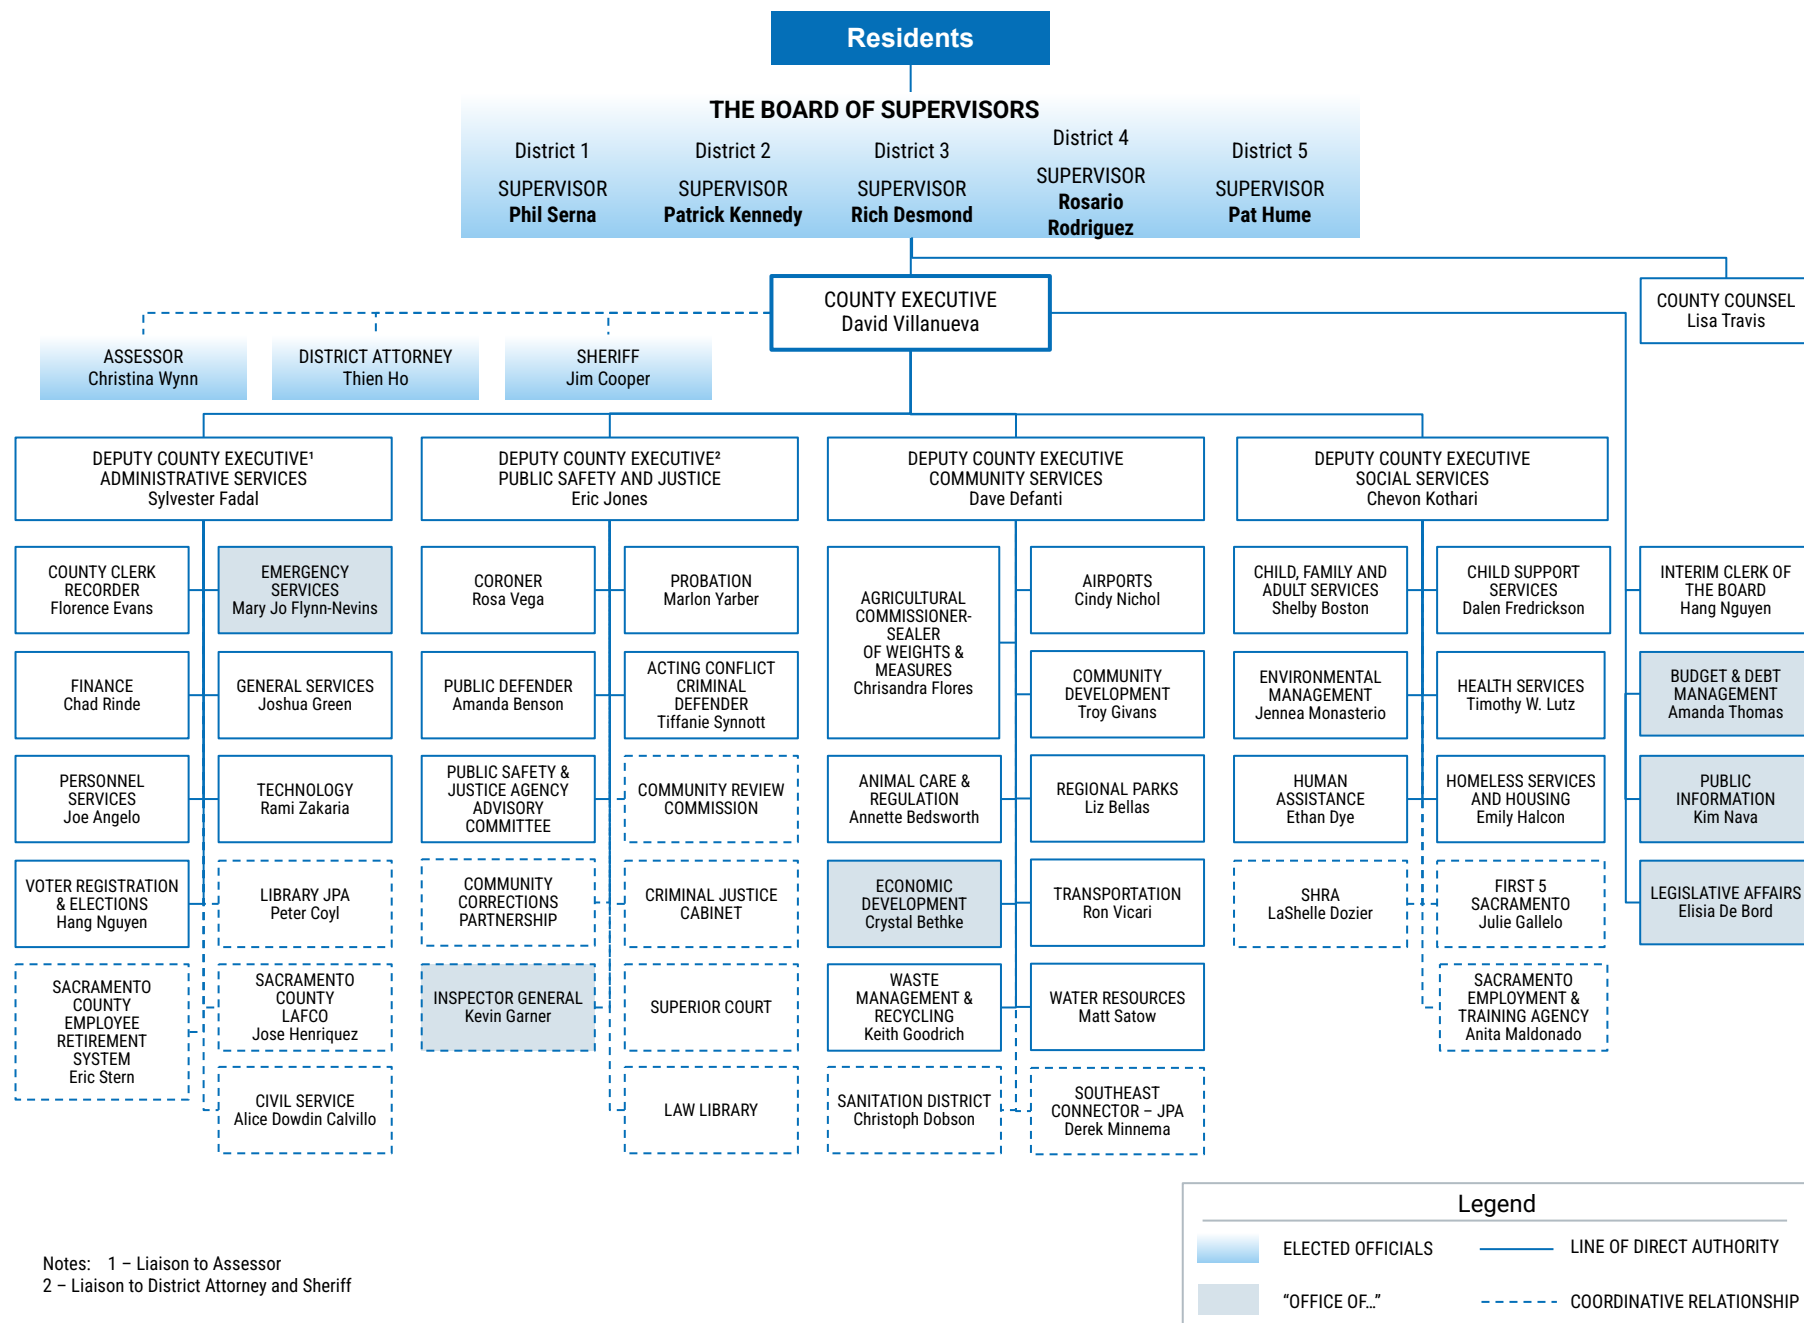 Residents
THE BOARD OF SUPERVISORS
District 1
SUPERVISOR
Phil Serna
District 2
SUPERVISOR
Patrick Kennedy
District 3
SUPERVISOR
Rich Desmond
District 4
SUPERVISOR
Rosario
Rodriguez
District 5
SUPERVISOR
Pat Hume
COUNTY EXECUTIVE
David Villanueva
COUNTY COUNSEL
Lisa Travis
ASSESSOR
Christina Wynn
DISTRICT ATTORNEY
Thien Ho
SHERIFF
Jim Cooper
DEPUTY COUNTY EXECUTIVE¹
ADMINISTRATIVE SERVICES
Sylvester Fadal
COUNTY CLERK
RECORDER
Florence Evans
EMERGENCY
SERVICES
Mary Jo Flynn-Nevins
FINANCE
Chad Rinde
GENERAL SERVICES
Joshua Green
PERSONNEL
SERVICES
Joe Angelo
TECHNOLOGY
Rami Zakaria
VOTER REGISTRATION
& ELECTIONS
Hang Nguyen
LIBRARY JPA
Peter Coyl
SACRAMENTO
COUNTY
EMPLOYEE
RETIREMENT
SYSTEM
Eric Stern
SACRAMENTO
COUNTY
LAFCO
Jose Henriquez
CIVIL SERVICE
Alice Dowdin Calvillo
DEPUTY COUNTY EXECUTIVE²
PUBLIC SAFETY AND JUSTICE
Eric Jones
CORONER
Rosa Vega
PROBATION
Marlon Yarber
PUBLIC DEFENDER
Amanda Benson
ACTING CONFLICT
CRIMINAL
DEFENDER
Tiffanie Synnott
PUBLIC SAFETY &
JUSTICE AGENCY
ADVISORY
COMMITTEE
COMMUNITY REVIEW
COMMISSION
COMMUNITY
CORRECTIONS
PARTNERSHIP
CRIMINAL JUSTICE
CABINET
INSPECTOR GENERAL
Kevin Garner
SUPERIOR COURT
LAW LIBRARY
DEPUTY COUNTY EXECUTIVE
COMMUNITY SERVICES
Dave Defanti
AGRICULTURAL
COMMISSIONER-
SEALER
OF WEIGHTS &
MEASURES
Chrisandra Flores
AIRPORTS
Cindy Nichol
COMMUNITY
DEVELOPMENT
Troy Givans
ANIMAL CARE &
REGULATION
Annette Bedsworth
REGIONAL PARKS
Liz Bellas
ECONOMIC
DEVELOPMENT
Crystal Bethke
TRANSPORTATION
Ron Vicari
WASTE
MANAGEMENT &
RECYCLING
Keith Goodrich
WATER RESOURCES
Matt Satow
SANITATION DISTRICT
Christoph Dobson
SOUTHEAST
CONNECTOR – JPA
Derek Minnema
DEPUTY COUNTY EXECUTIVE
SOCIAL SERVICES
Chevon Kothari
CHILD, FAMILY AND
ADULT SERVICES
Shelby Boston
CHILD SUPPORT
SERVICES
Dalen Fredrickson
ENVIRONMENTAL
MANAGEMENT
Jennea Monasterio
HEALTH SERVICES
Timothy W. Lutz
HUMAN
ASSISTANCE
Ethan Dye
HOMELESS SERVICES
AND HOUSING
Emily Halcon
SHRA
LaShelle Dozier
FIRST 5
SACRAMENTO
Julie Gallelo
SACRAMENTO
EMPLOYMENT &
TRAINING AGENCY
Anita Maldonado
INTERIM CLERK OF
THE BOARD
Hang Nguyen
BUDGET & DEBT
MANAGEMENT
Amanda Thomas
PUBLIC
INFORMATION
Kim Nava
LEGISLATIVE AFFAIRS
Elisia De Bord
Notes: 1 – Liaison to Assessor
2 – Liaison to District Attorney and Sheriff
Legend
ELECTED OFFICIALS
LINE OF DIRECT AUTHORITY
“OFFICE OF…”
COORDINATIVE RELATIONSHIP